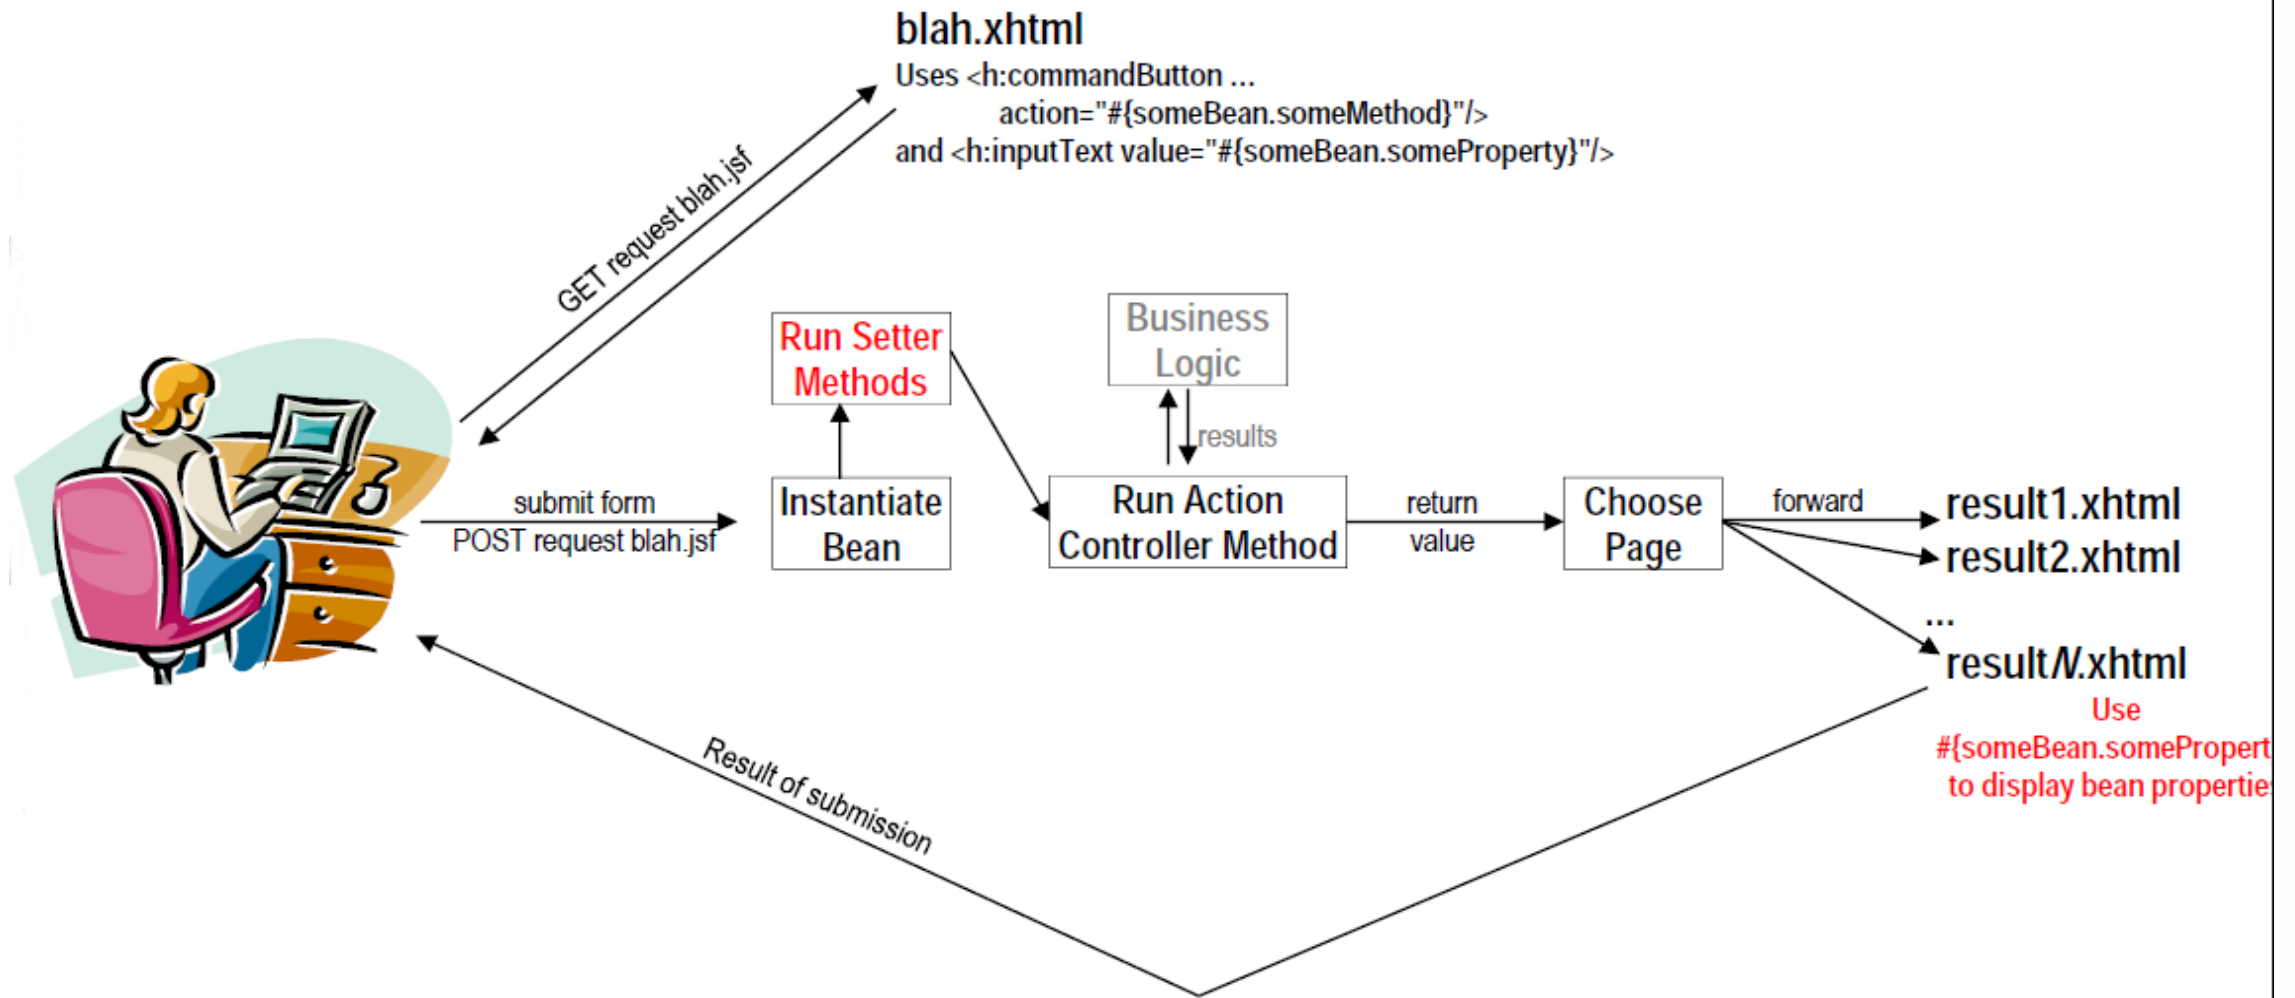 blah.xhtml
Uses <h:commandButton ...
action="#{someBean.someMethod}"/>
and <h:inputText value="#{someBean.someProperty}"/>
GET request blah.jsf
Run Setter
Methods
Business
Logic
results
submit form
POST request blah.jsf
Instantiate
Bean
Run Action
Controller Method
return
value
Choose
Page
forward
result1.xhtml
result2.xhtml
...
resultN.xhtml
Use
#{someBean.somePropert
to display bean propertie
Result of submission